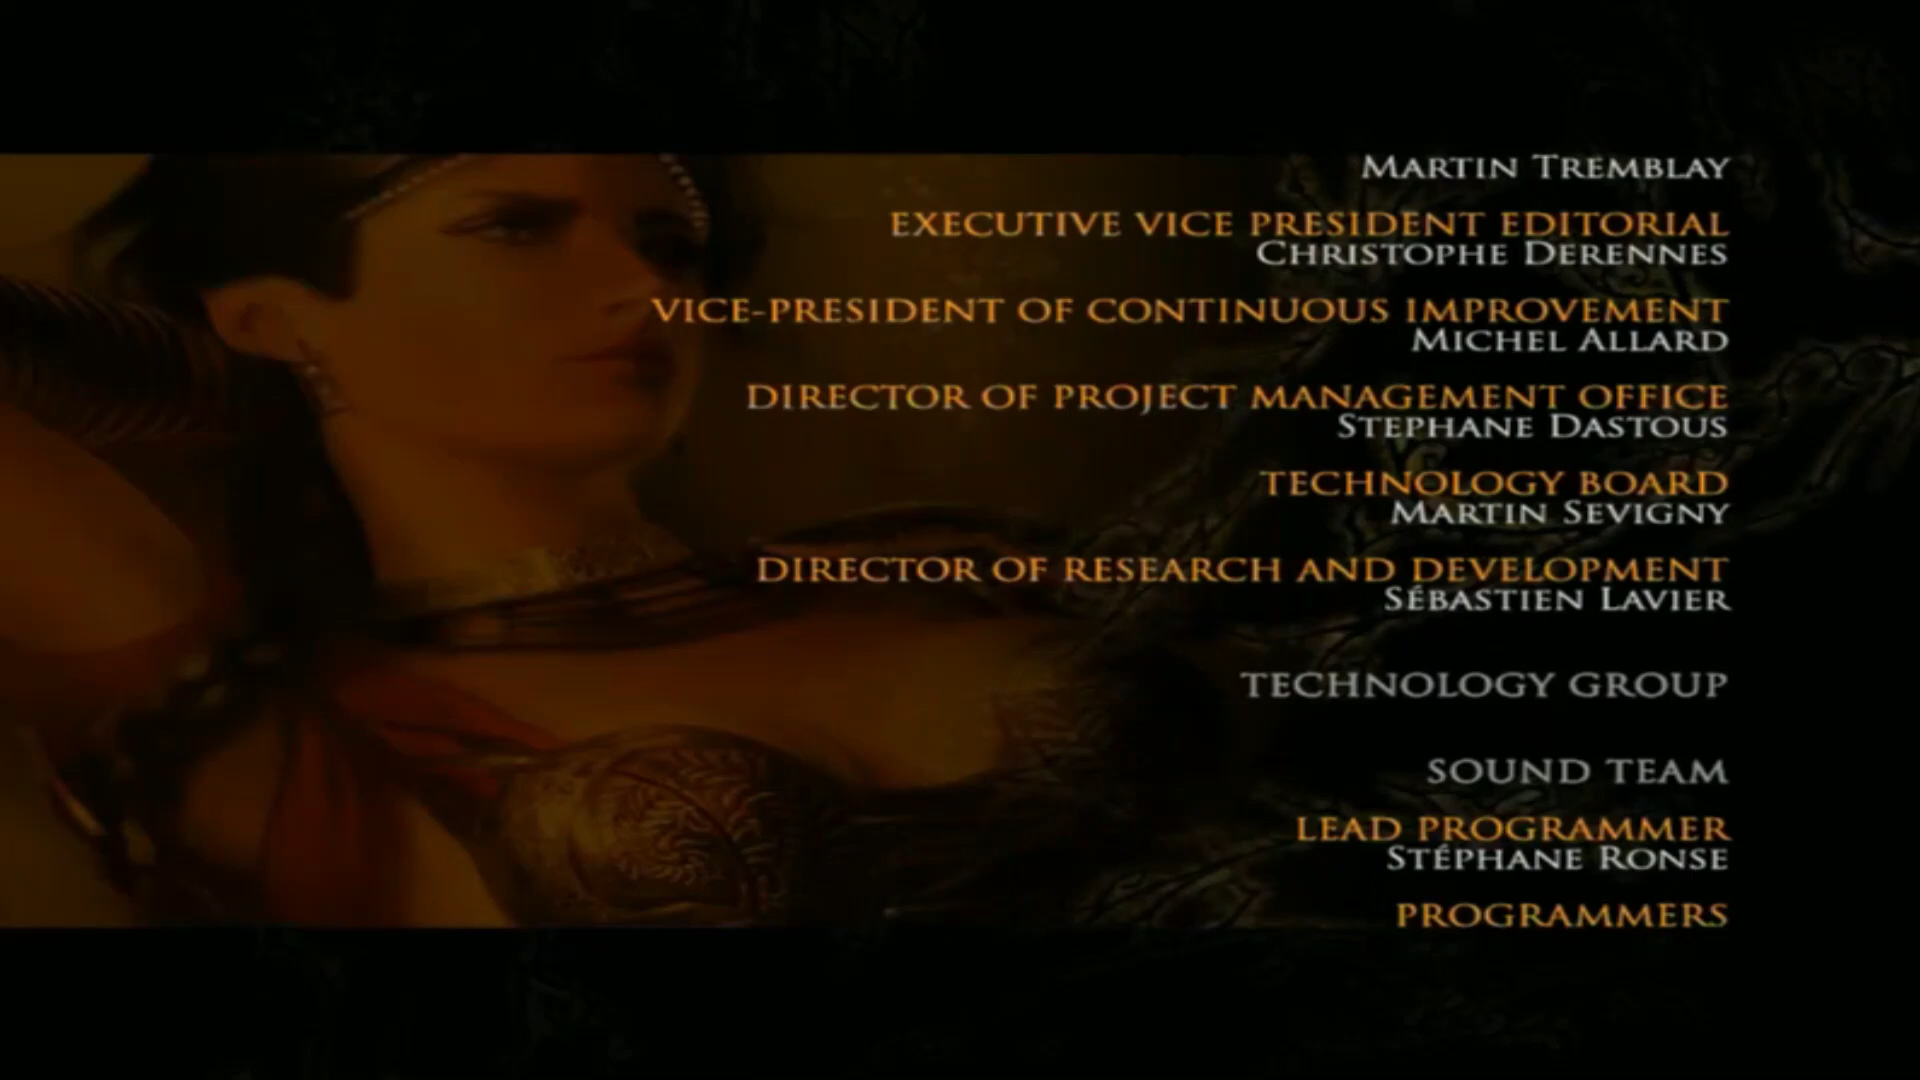 Martin Tremblay
EXECUTIVE VICE PRESIDENT EDITORIAL
Christophe Derennes
VICE-PRESIDENT OF CONTINUOUS IMPROVEMENT
Michel Allard
DIRECTOR OF PROJECT MANAGEMENT OFFICE
Stephane Dastous
TECHNOLOGY BOARD
Martin Sevigny
DIRECTOR OF RESEARCH AND DEVELOPMENT
Sébastien Lavier
TECHNOLOGY GROUP
SOUND TEAM
LEAD PROGRAMMER
Stéphane Ronse
PROGRAMMERS